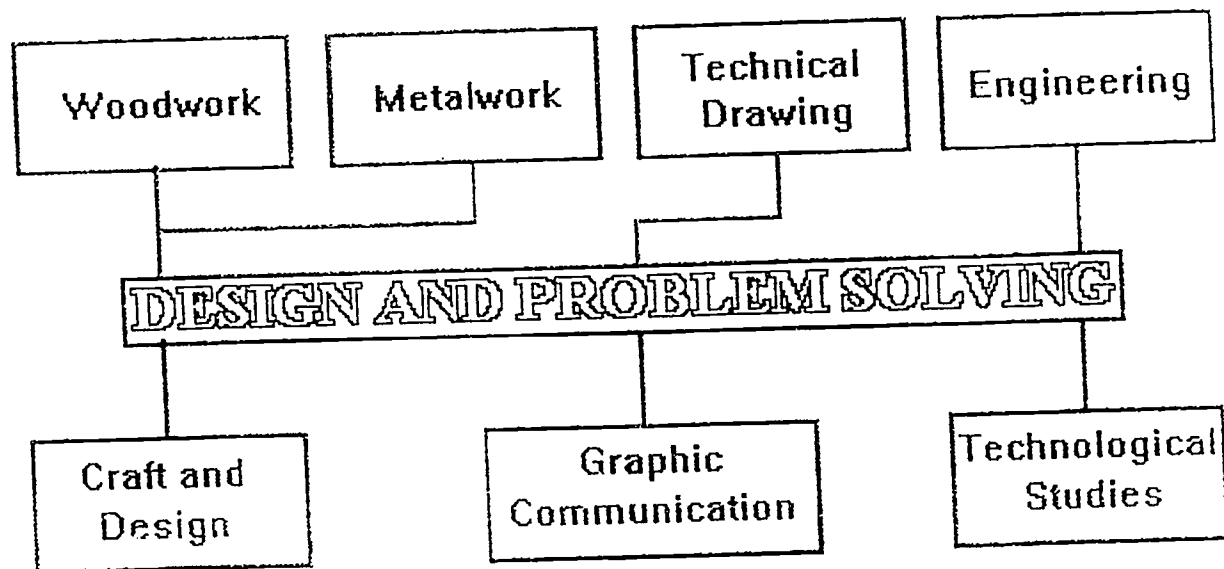 Woodwork
Metalwork
Technical
Drawing
Engineering
DESIGN AND PROBLEM SOLVING
Craft and
Design
Graphic
Communication
Technological
Studies